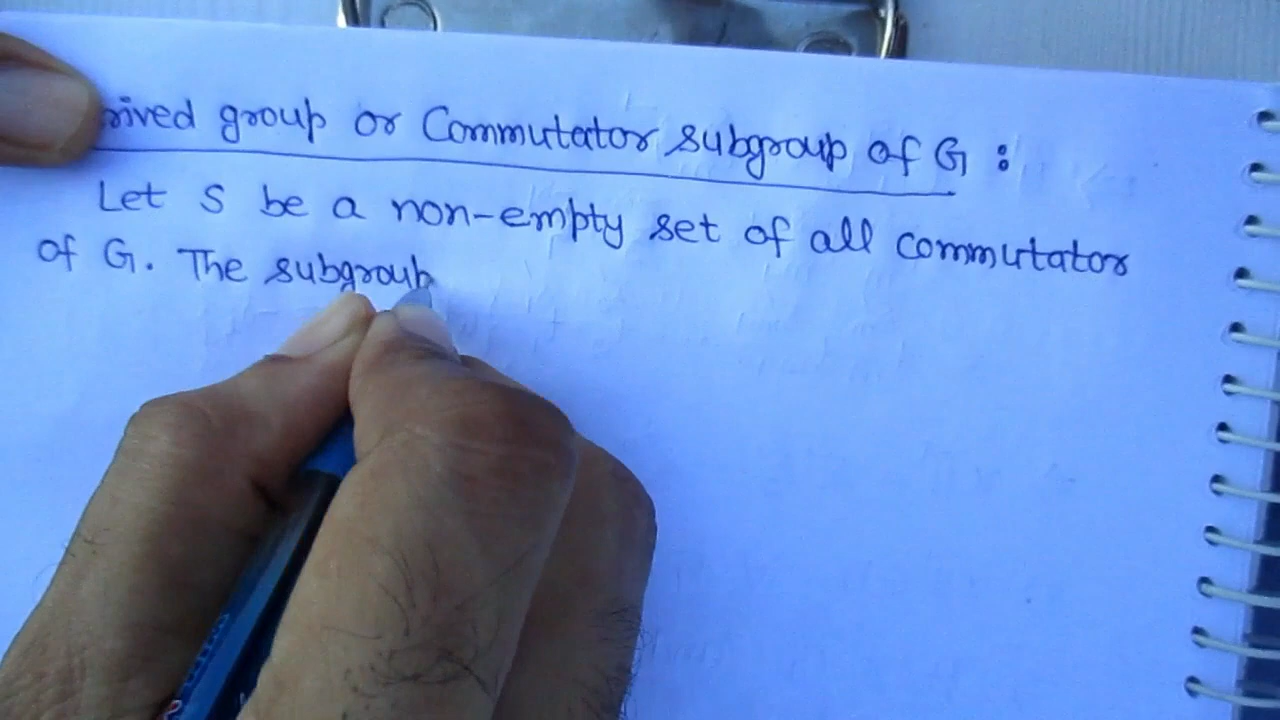 rived group or Commutator subgroup of G :
Let S be a non-empty set of all commutator
of G. The subgroup